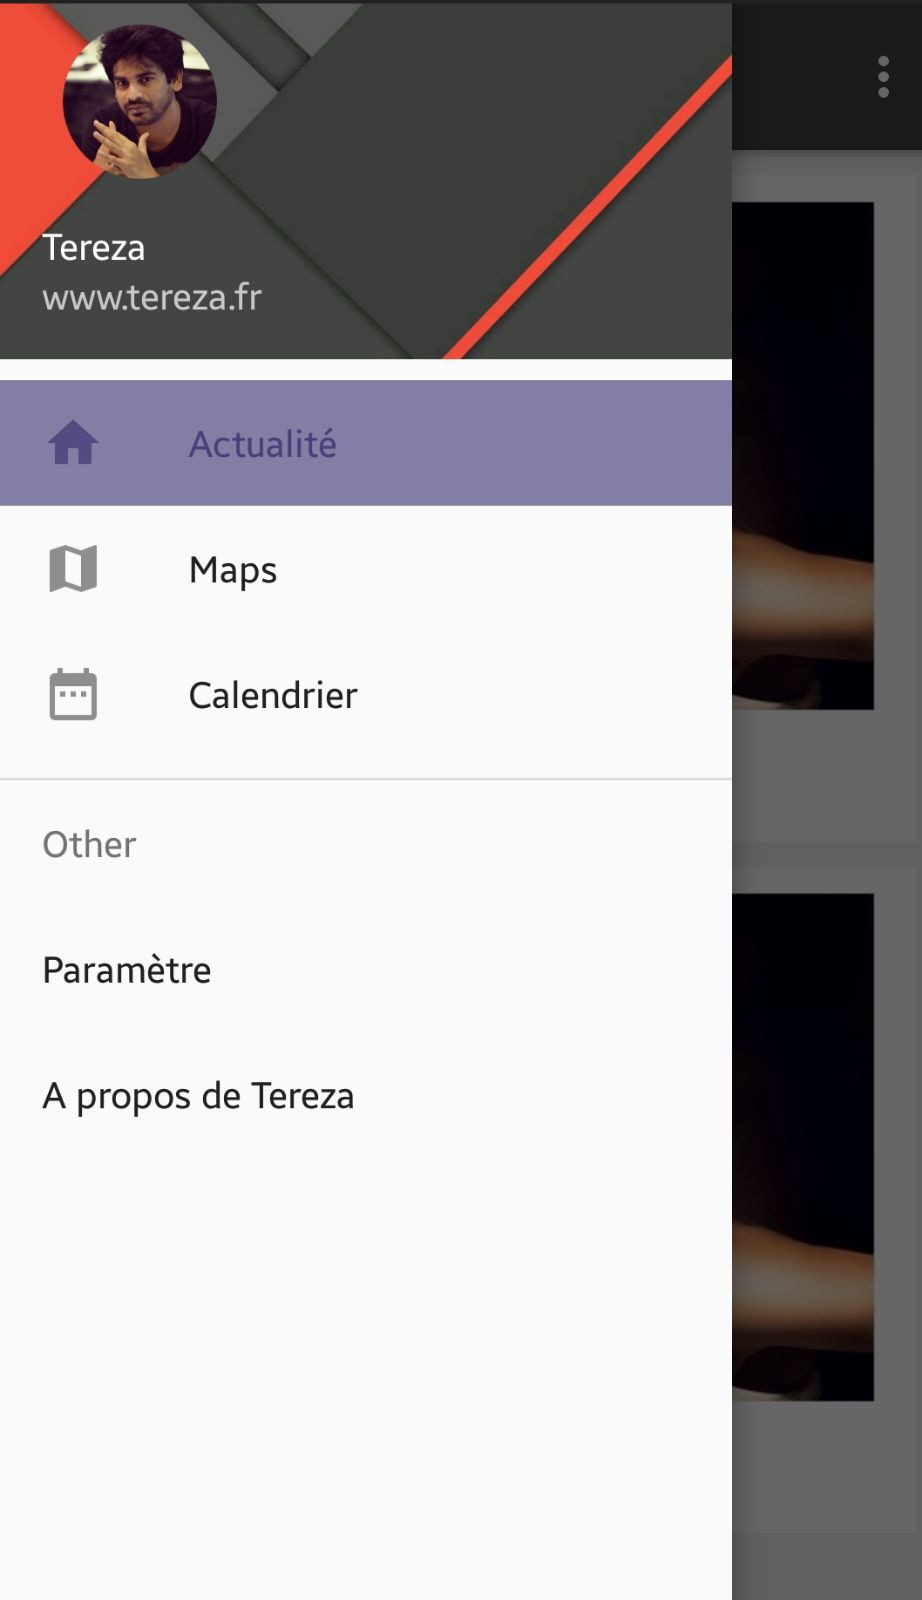 Tereza
www.tereza.fr
Actualité
Maps
Calendrier
Other
Paramètre
A propos de Tereza